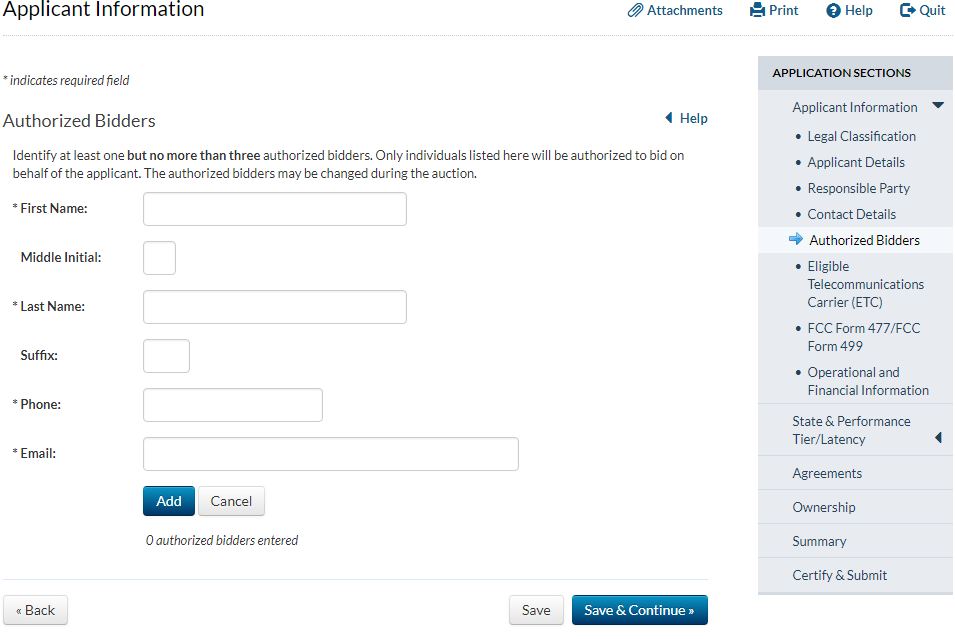 Applicant Information
Attachments Print Help Quit
* indicates required field
Authorized Bidders
Help
Identify at least one but no more than three authorized bidders. Only individuals listed here will be authorized to bid on
behalf of the applicant. The authorized bidders may be changed during the auction.
* First Name:
Middle Initial:
* Last Name:
Suffix:
* Phone:
* Email:
Add Cancel
0 authorized bidders entered
« Back Save Save & Continue »
APPLICATION SECTIONS
Applicant Information
• Legal Classification
• Applicant Details
• Responsible Party
• Contact Details
Authorized Bidders
• Eligible
Telecommunications
Carrier (ETC)
• FCC Form 477/FCC
Form 499
• Operational and
Financial Information
State & Performance
Tier/Latency
Agreements
Ownership
Summary
Certify & Submit